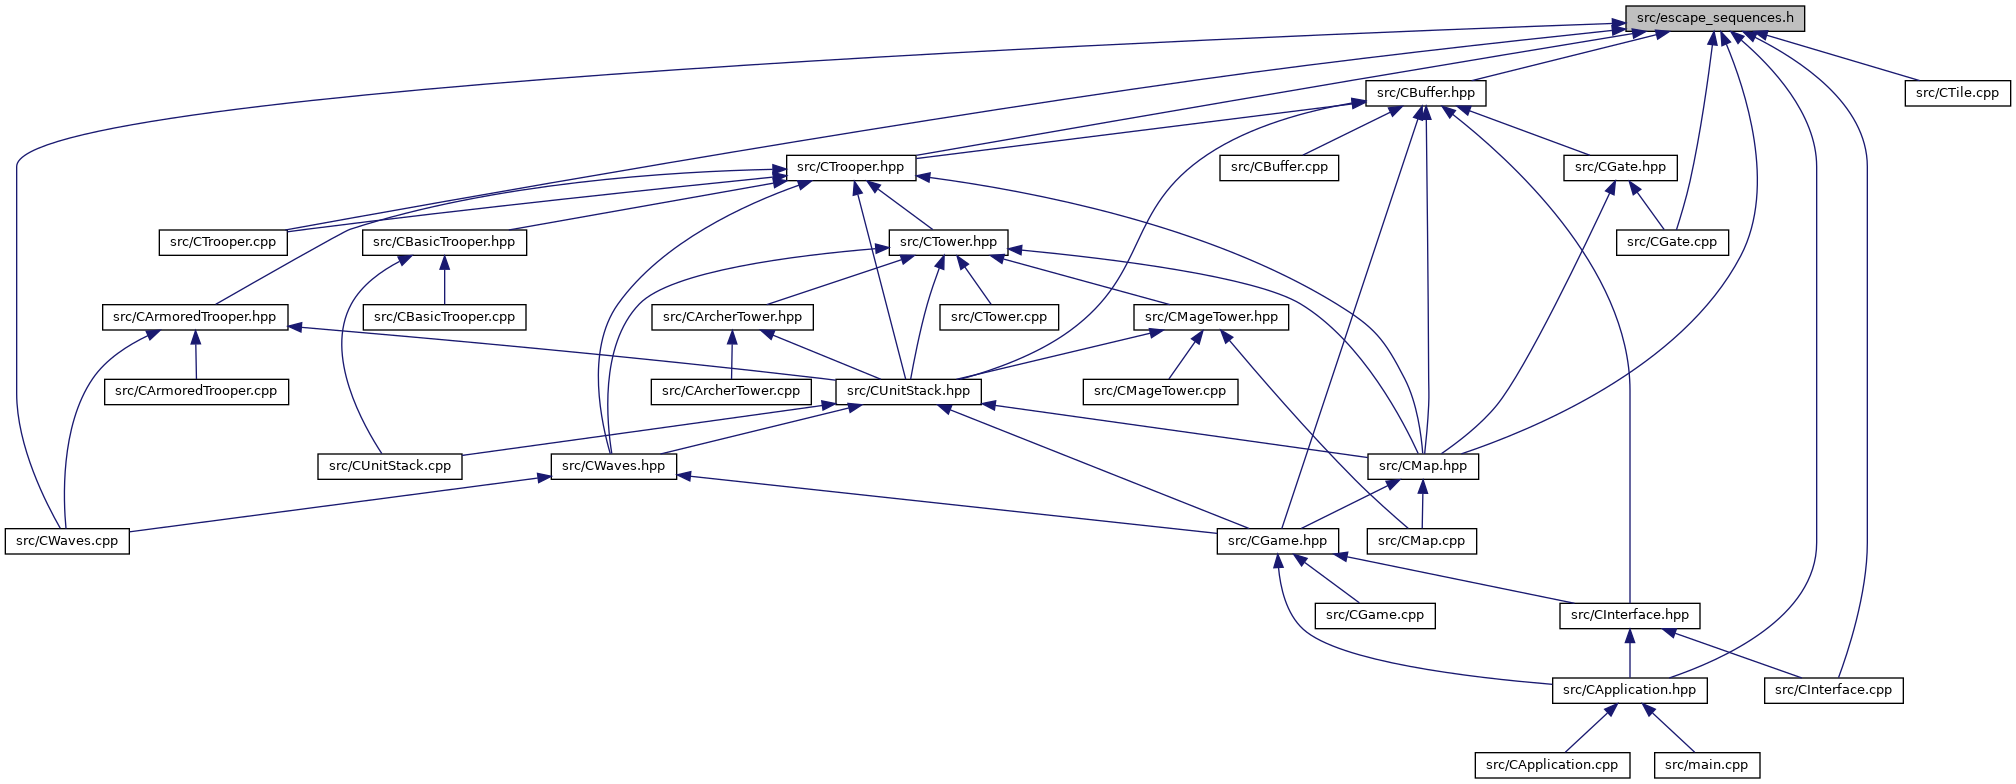 src/escape_sequences.h
src/CBuffer.hpp
src/CTile.cpp
src/CTrooper.hpp
src/CBuffer.cpp
src/CGate.hpp
src/CTrooper.cpp
src/CBasicTrooper.hpp
src/CTower.hpp
src/CGate.cpp
src/CArmoredTrooper.hpp
src/CBasicTrooper.cpp
src/CArcherTower.hpp
src/CTower.cpp
src/CMageTower.hpp
src/CArmoredTrooper.cpp
src/CArcherTower.cpp
src/CUnitStack.hpp
src/CMageTower.cpp
src/CUnitStack.cpp
src/CWaves.hpp
src/CMap.hpp
src/CWaves.cpp
src/CGame.hpp
src/CMap.cpp
src/CGame.cpp
src/CInterface.hpp
src/CApplication.hpp
src/CInterface.cpp
src/CApplication.cpp
src/main.cpp